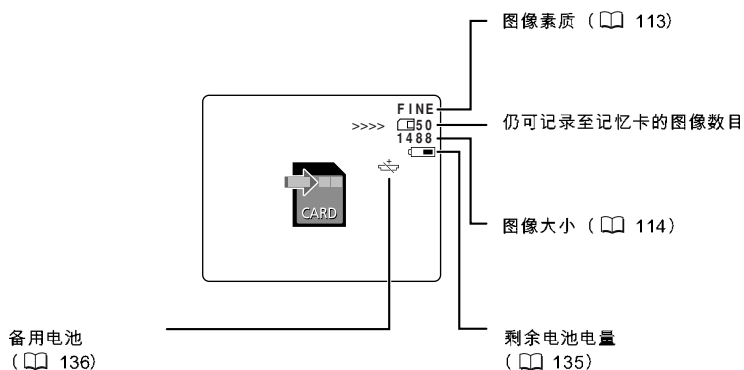 图像素质 ( 113)
FINE
>>>> 50
仍可记录至记忆卡的图像数目
1488
CARD
图像大小 ( 114)
备用电池
( 136)
剩余电池电量
( 135)